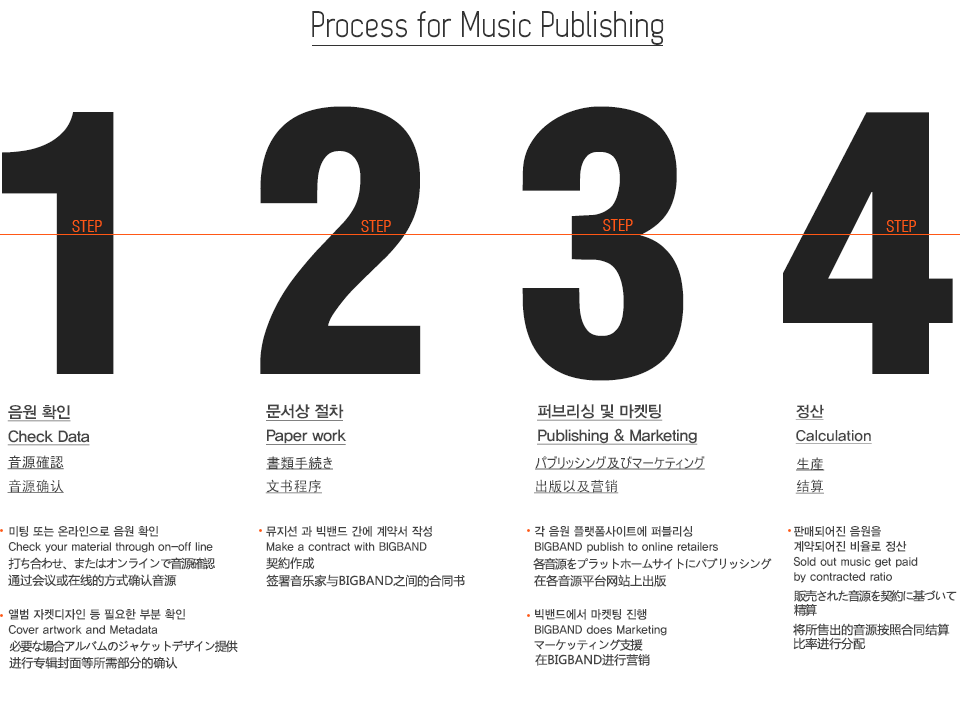 Process for Music Publishing
1
STEP
2
STEP
3
STEP
4
STEP
음원 확인
Check Data
音源確認
音源确认
• 미팅 또는 온라인으로 음원 확인
Check your material through on-off line
打ち合わせ、またはオンラインで音源確認
通过会议或在线的方式确认音源
• 앨범 자켓디자인 등 필요한 부분 확인
Cover artwork and Metadata
必要な場合アルバムのジャケットデザイン提供
进行专辑封面等所需部分的确认
문서상 절차
Paper work
書類手続き
文书程序
• 뮤지션 과 빅밴드 간에 계약서 작성
Make a contract with BIGBAND
契約作成
签署音乐家与BIGBAND之间的合同书
퍼브리싱 및 마켓팅
Publishing & Marketing
パブリッシング及びマーケティング
出版以及营销
• 각 음원 플랫폼사이트에 퍼블리싱
BIGBAND publish to online retailers
各音源をプラットホームサイトにパブリッシング
在各音源平台网站上出版
• 빅밴드에서 마켓팅 진행
BIGBAND does Marketing
マーケッティング支援
在BIGBAND进行营销
정산
Calculation
生産
结算
• 판매되어진 음원을
계약되어진 비율로 정산
Sold out music get paid
by contracted ratio
販売された音源を契約に基づいて
精算
将所售出的音源按照合同结算
比率进行分配